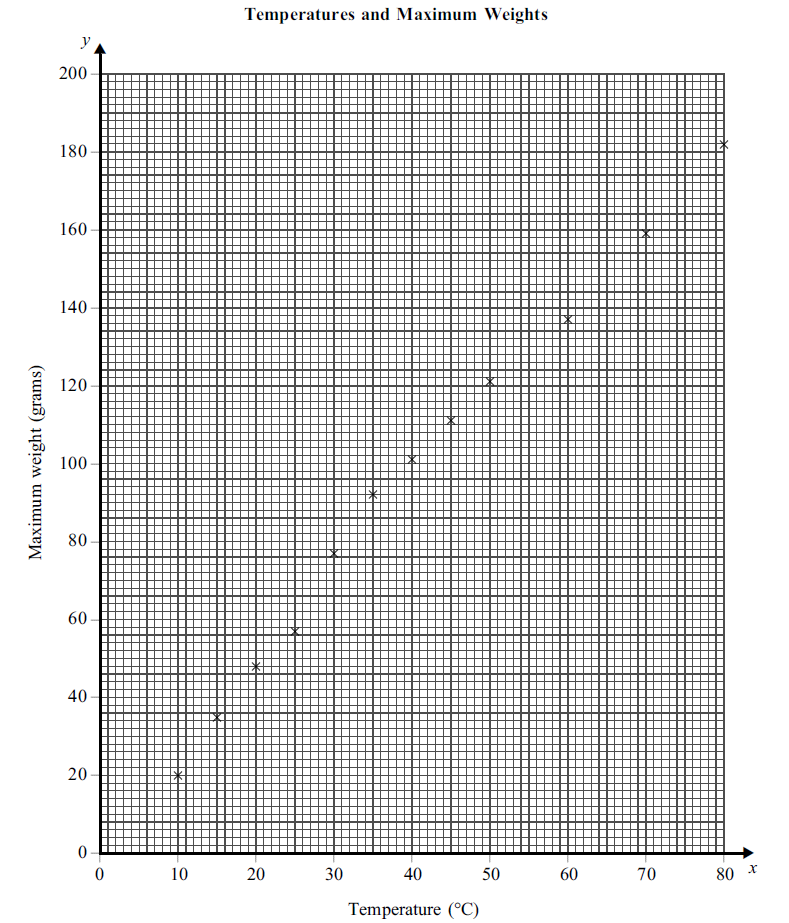 Temperatures and Maximum Weights
y
200
180
160
140
120
100
80
60
40
20
0
Maximum weight (grams)
0 10 20 30 40 50 60 70 80 x
Temperature (°C)